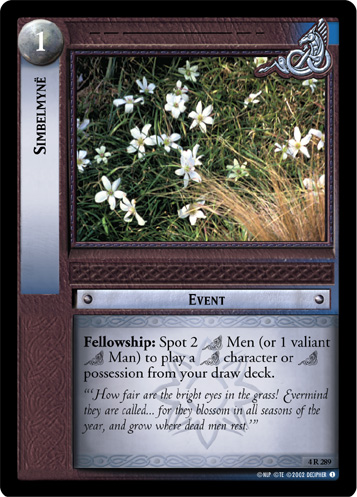 1
SIMBELMYNË
EVENT
Fellowship: Spot 2 Men (or 1 valiant
Man) to play a character or
possession from your draw deck.
“‘How fair are the bright eyes in the grass! Evermind
they are called... for they blossom in all seasons of the
year, and grow where dead men rest.’”
4 R 289
© NLP ©TE ©2002 DECIPHER